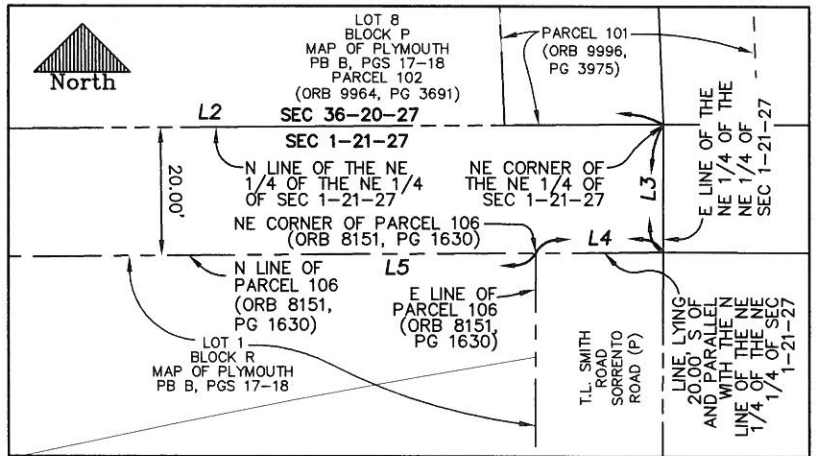 North
LOT 8
BLOCK P
MAP OF PLYMOUTH
PB B, PGS 17-18
PARCEL 102
(ORB 9964, PG 3691)
PARCEL 101
(ORB 9996,
PG 3975)
L2
SEC 36-20-27
SEC 1-21-27
20.00'
N LINE OF THE NE
1/4 OF THE NE 1/4
OF SEC 1-21-27
NE CORNER OF
THE NE 1/4 OF
SEC 1-21-27
L3
E LINE OF THE
NE 1/4 OF THE
NE 1/4 OF
SEC 1-21-27
NE CORNER OF PARCEL 106
(ORB 8151, PG 1630)
L4
L5
N LINE OF
PARCEL 106
(ORB 8151,
PG 1630)
E LINE OF
PARCEL 106
(ORB 8151,
PG 1630)
LOT 1
BLOCK R
MAP OF PLYMOUTH
PB B, PGS 17-18
T.L. SMITH
ROAD
SORRENTO
ROAD (P)
LINE LYING
20.00' S OF
AND PARALLEL
WITH THE N
LINE OF THE NE
1/4 OF THE NE
1/4 OF SEC
1-21-27